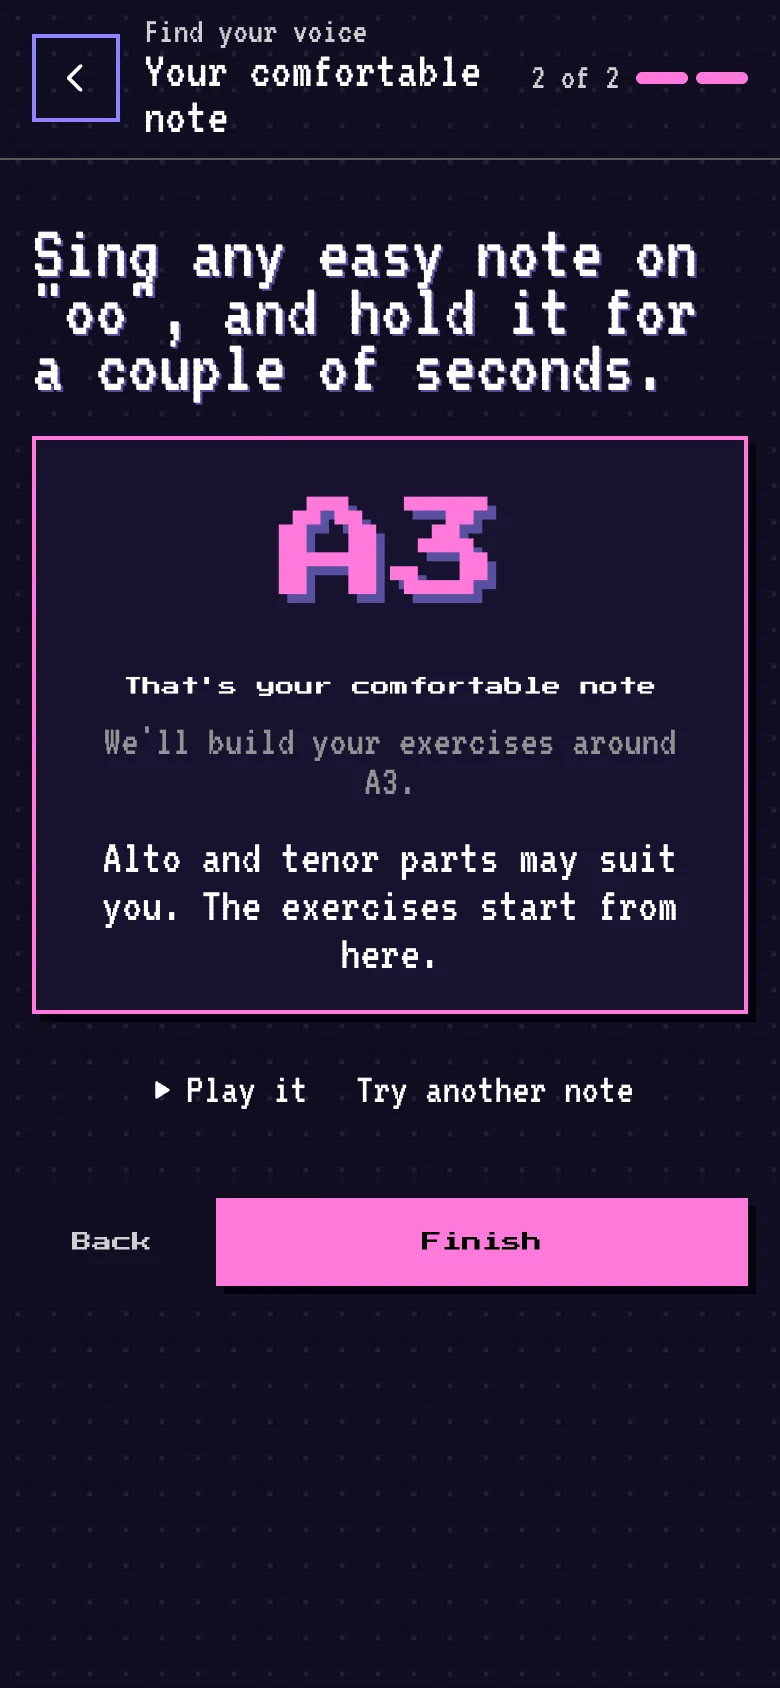 Find your voice
Your comfortable
note
2 of 2
Sing any easy note on
"oo", and hold it for
a couple of seconds.
A3
That's your comfortable note
We'll build your exercises around
A3.
Alto and tenor parts may suit
you. The exercises start from
here.
Play it
Try another note
Back
Finish